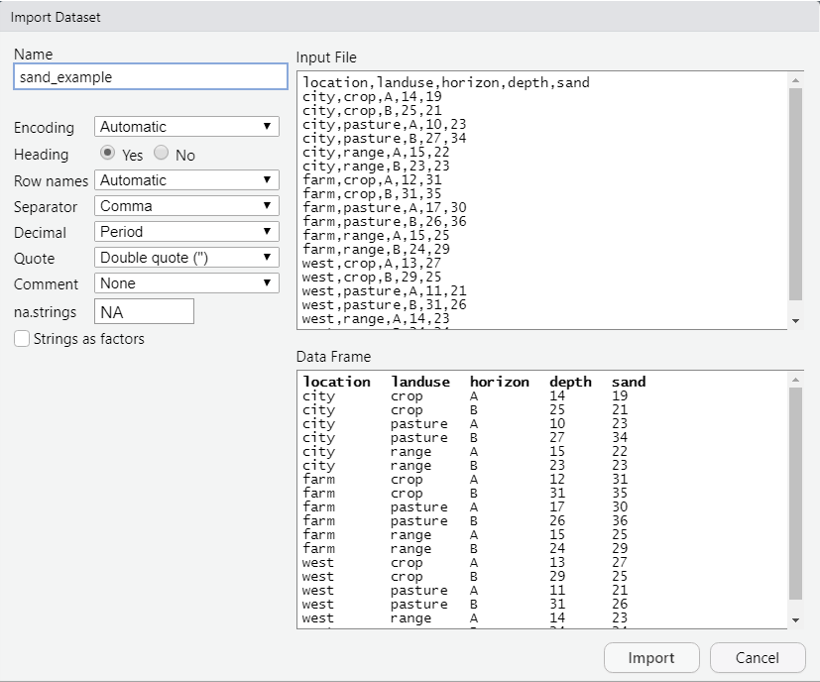 Import Dataset
Name
sand_example
Encoding Automatic
Heading Yes No
Row names Automatic
Separator Comma
Decimal Period
Quote Double quote (")
Comment None
na.strings NA
Strings as factors
Input File
location,landuse,horizon,depth,sand
city,crop,A,14,19
city,crop,B,25,21
city,pasture,A,10,23
city,pasture,B,27,34
city,range,A,15,22
city,range,B,23,23
farm,crop,A,12,31
farm,crop,B,31,35
farm,pasture,A,17,30
farm,pasture,B,26,36
farm,range,A,15,25
farm,range,B,24,29
west,crop,A,13,27
west,crop,B,29,25
west,pasture,A,11,21
west,pasture,B,31,26
west,range,A,14,23
Data Frame
location landuse horizon depth sand
city crop A 14 19
city crop B 25 21
city pasture A 10 23
city pasture B 27 34
city range A 15 22
city range B 23 23
farm crop A 12 31
farm crop B 31 35
farm pasture A 17 30
farm pasture B 26 36
farm range A 15 25
farm range B 24 29
west crop A 13 27
west crop B 29 25
west pasture A 11 21
west pasture B 31 26
west range A 14 23
Import Cancel